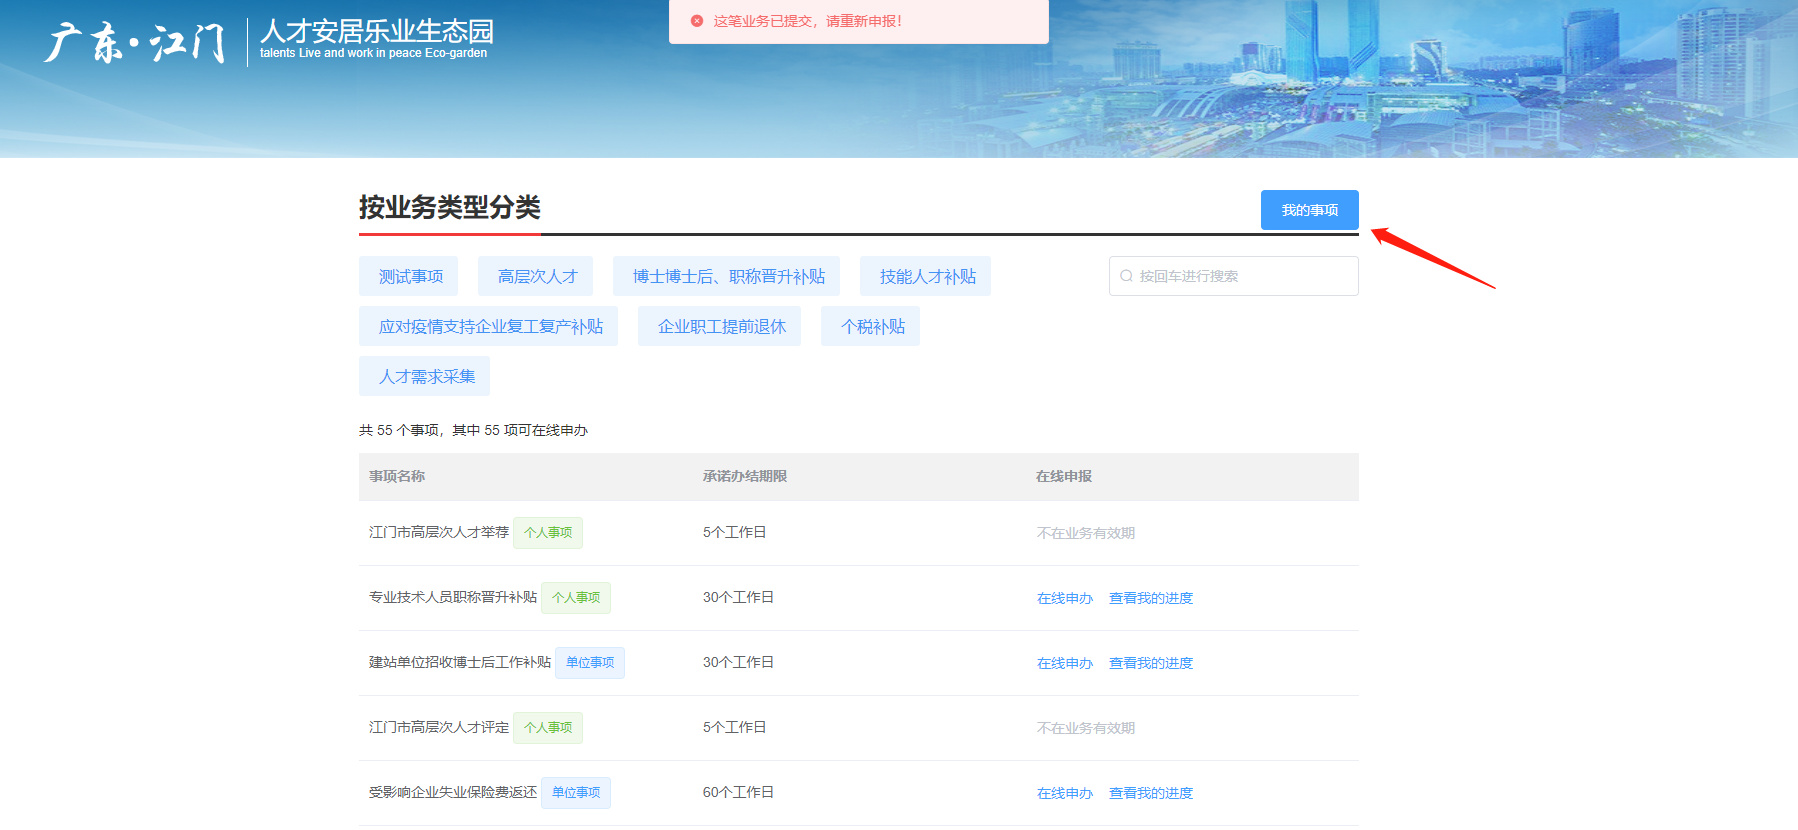 广东·江门
人才安居乐业生态园
talents Live and work in peace Eco-garden
这笔业务已提交，请重新申报！
按业务类型分类
我的事项
测试事项 高层次人才 博士博士后、职称晋升补贴 技能人才补贴
按回车进行搜索
应对疫情支持企业复工复产补贴 企业职工提前退休 个税补贴
人才需求采集
共 55 个事项，其中 55 项可在线申办
事项名称 承诺办结期限 在线申报
江门市高层次人才举荐 个人事项 5个工作日 不在业务有效期
专业技术人员职称晋升补贴 个人事项 30个工作日 在线申办 查看我的进度
建站单位招收博士后工作补贴 单位事项 30个工作日 在线申办 查看我的进度
江门市高层次人才评定 个人事项 5个工作日 不在业务有效期
受影响企业失业保险费返还 单位事项 60个工作日 在线申办 查看我的进度